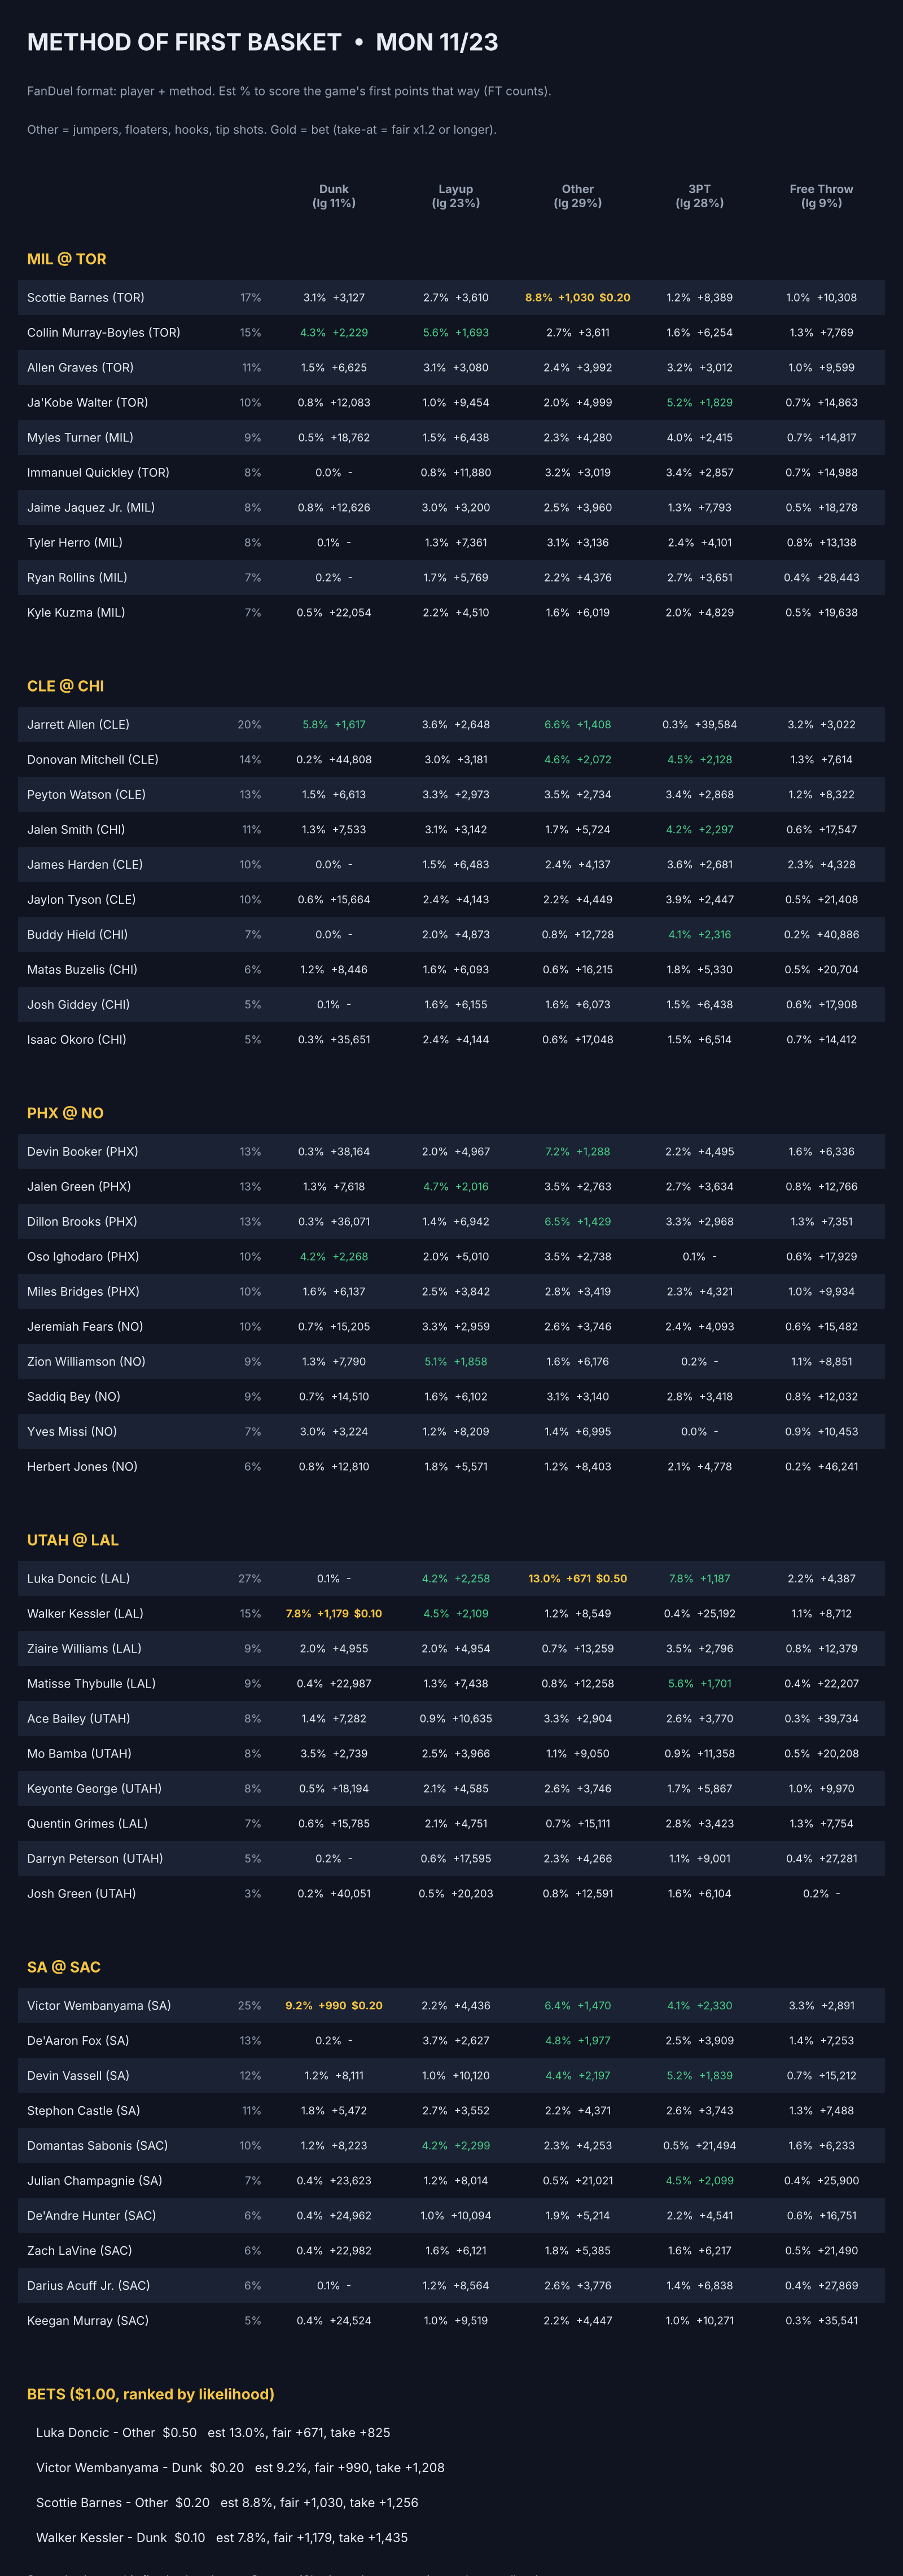 METHOD OF FIRST BASKET • MON 11/23
FanDuel format: player + method. Est % to score the game's first points that way (FT counts).
Other = jumpers, floaters, hooks, tip shots. Gold = bet (take-at = fair x1.2 or longer).
Dunk Layup Other 3PT Free Throw
(lg 11%) (lg 23%) (lg 29%) (lg 28%) (lg 9%)
MIL @ TOR
Scottie Barnes (TOR) 17% 3.1% +3,127 2.7% +3,610 8.8% +1,030 $0.20 1.2% +8,389 1.0% +10,308
Collin Murray-Boyles (TOR) 15% 4.3% +2,229 5.6% +1,693 2.7% +3,611 1.6% +6,254 1.3% +7,769
Allen Graves (TOR) 11% 1.5% +6,625 3.1% +3,080 2.4% +3,992 3.2% +3,012 1.0% +9,599
Ja'Kobe Walter (TOR) 10% 0.8% +12,083 1.0% +9,454 2.0% +4,999 5.2% +1,829 0.7% +14,863
Myles Turner (MIL) 9% 0.5% +18,762 1.5% +6,438 2.3% +4,280 4.0% +2,415 0.7% +14,817
Immanuel Quickley (TOR) 8% 0.0% - 0.8% +11,880 3.2% +3,019 3.4% +2,857 0.7% +14,988
Jaime Jaquez Jr. (MIL) 8% 0.8% +12,626 3.0% +3,200 2.5% +3,960 1.3% +7,793 0.5% +18,278
Tyler Herro (MIL) 8% 0.1% - 1.3% +7,361 3.1% +3,136 2.4% +4,101 0.8% +13,138
Ryan Rollins (MIL) 7% 0.2% - 1.7% +5,769 2.2% +4,376 2.7% +3,651 0.4% +28,443
Kyle Kuzma (MIL) 7% 0.5% +22,054 2.2% +4,510 1.6% +6,019 2.0% +4,829 0.5% +19,638
CLE @ CHI
Jarrett Allen (CLE) 20% 5.8% +1,617 3.6% +2,648 6.6% +1,408 0.3% +39,584 3.2% +3,022
Donovan Mitchell (CLE) 14% 0.2% +44,808 3.0% +3,181 4.6% +2,072 4.5% +2,128 1.3% +7,614
Peyton Watson (CLE) 13% 1.5% +6,613 3.3% +2,973 3.5% +2,734 3.4% +2,868 1.2% +8,322
Jalen Smith (CHI) 11% 1.3% +7,533 3.1% +3,142 1.7% +5,724 4.2% +2,297 0.6% +17,547
James Harden (CLE) 10% 0.0% - 1.5% +6,483 2.4% +4,137 3.6% +2,681 2.3% +4,328
Jaylon Tyson (CLE) 10% 0.6% +15,664 2.4% +4,143 2.2% +4,449 3.9% +2,447 0.5% +21,408
Buddy Hield (CHI) 7% 0.0% - 2.0% +4,873 0.8% +12,728 4.1% +2,316 0.2% +40,886
Matas Buzelis (CHI) 6% 1.2% +8,446 1.6% +6,093 0.6% +16,215 1.8% +5,330 0.5% +20,704
Josh Giddey (CHI) 5% 0.1% - 1.6% +6,155 1.6% +6,073 1.5% +6,438 0.6% +17,908
Isaac Okoro (CHI) 5% 0.3% +35,651 2.4% +4,144 0.6% +17,048 1.5% +6,514 0.7% +14,412
PHX @ NO
Devin Booker (PHX) 13% 0.3% +38,164 2.0% +4,967 7.2% +1,288 2.2% +4,495 1.6% +6,336
Jalen Green (PHX) 13% 1.3% +7,618 4.7% +2,016 3.5% +2,763 2.7% +3,634 0.8% +12,766
Dillon Brooks (PHX) 13% 0.3% +36,071 1.4% +6,942 6.5% +1,429 3.3% +2,968 1.3% +7,351
Oso Ighodaro (PHX) 10% 4.2% +2,268 2.0% +5,010 3.5% +2,738 0.1% - 0.6% +17,929
Miles Bridges (PHX) 10% 1.6% +6,137 2.5% +3,842 2.8% +3,419 2.3% +4,321 1.0% +9,934
Jeremiah Fears (NO) 10% 0.7% +15,205 3.3% +2,959 2.6% +3,746 2.4% +4,093 0.6% +15,482
Zion Williamson (NO) 9% 1.3% +7,790 5.1% +1,858 1.6% +6,176 0.2% - 1.1% +8,851
Saddiq Bey (NO) 9% 0.7% +14,510 1.6% +6,102 3.1% +3,140 2.8% +3,418 0.8% +12,032
Yves Missi (NO) 7% 3.0% +3,224 1.2% +8,209 1.4% +6,995 0.0% - 0.9% +10,453
Herbert Jones (NO) 6% 0.8% +12,810 1.8% +5,571 1.2% +8,403 2.1% +4,778 0.2% +46,241
UTAH @ LAL
Luka Doncic (LAL) 27% 0.1% - 4.2% +2,258 13.0% +671 $0.50 7.8% +1,187 2.2% +4,387
Walker Kessler (LAL) 15% 7.8% +1,179 $0.10 4.5% +2,109 1.2% +8,549 0.4% +25,192 1.1% +8,712
Ziaire Williams (LAL) 9% 2.0% +4,955 2.0% +4,954 0.7% +13,259 3.5% +2,796 0.8% +12,379
Matisse Thybulle (LAL) 9% 0.4% +22,987 1.3% +7,438 0.8% +12,258 5.6% +1,701 0.4% +22,207
Ace Bailey (UTAH) 8% 1.4% +7,282 0.9% +10,635 3.3% +2,904 2.6% +3,770 0.3% +39,734
Mo Bamba (UTAH) 8% 3.5% +2,739 2.5% +3,966 1.1% +9,050 0.9% +11,358 0.5% +20,208
Keyonte George (UTAH) 8% 0.5% +18,194 2.1% +4,585 2.6% +3,746 1.7% +5,867 1.0% +9,970
Quentin Grimes (LAL) 7% 0.6% +15,785 2.1% +4,751 0.7% +15,111 2.8% +3,423 1.3% +7,754
Darryn Peterson (UTAH) 5% 0.2% - 0.6% +17,595 2.3% +4,266 1.1% +9,001 0.4% +27,281
Josh Green (UTAH) 3% 0.2% +40,051 0.5% +20,203 0.8% +12,591 1.6% +6,104 0.2% -
SA @ SAC
Victor Wembanyama (SA) 25% 9.2% +990 $0.20 2.2% +4,436 6.4% +1,470 4.1% +2,330 3.3% +2,891
De'Aaron Fox (SA) 13% 0.2% - 3.7% +2,627 4.8% +1,977 2.5% +3,909 1.4% +7,253
Devin Vassell (SA) 12% 1.2% +8,111 1.0% +10,120 4.4% +2,197 5.2% +1,839 0.7% +15,212
Stephon Castle (SA) 11% 1.8% +5,472 2.7% +3,552 2.2% +4,371 2.6% +3,743 1.3% +7,488
Domantas Sabonis (SAC) 10% 1.2% +8,223 4.2% +2,299 2.3% +4,253 0.5% +21,494 1.6% +6,233
Julian Champagnie (SA) 7% 0.4% +23,623 1.2% +8,014 0.5% +21,021 4.5% +2,099 0.4% +25,900
De'Andre Hunter (SAC) 6% 0.4% +24,962 1.0% +10,094 1.9% +5,214 2.2% +4,541 0.6% +16,751
Zach LaVine (SAC) 6% 0.4% +22,982 1.6% +6,121 1.8% +5,385 1.6% +6,217 0.5% +21,490
Darius Acuff Jr. (SAC) 6% 0.1% - 1.2% +8,564 2.6% +3,776 1.4% +6,838 0.4% +27,869
Keegan Murray (SAC) 5% 0.4% +24,524 1.0% +9,519 2.2% +4,447 1.0% +10,271 0.3% +35,541
BETS ($1.00, ranked by likelihood)
Luka Doncic - Other $0.50 est 13.0%, fair +671, take +825
Victor Wembanyama - Dunk $0.20 est 9.2%, fair +990, take +1,208
Scottie Barnes - Other $0.20 est 8.8%, fair +1,030, take +1,256
Walker Kessler - Dunk $0.10 est 7.8%, fair +1,179, take +1,435